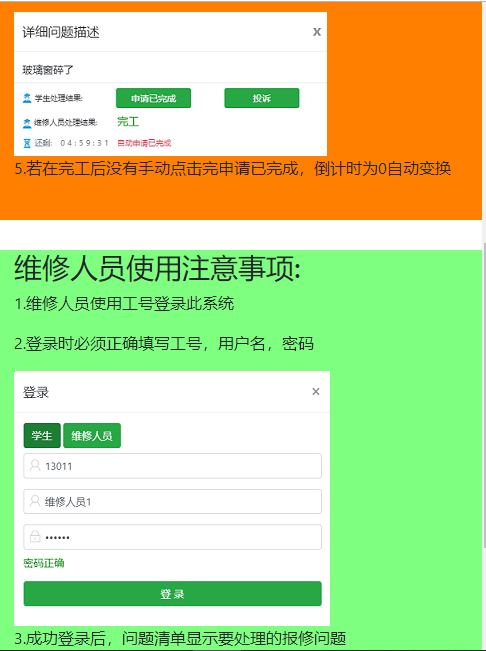 详细问题描述 x
玻璃窗碎了
学生处理结果: 申请已完成 投诉
维修人员处理结果: 完工
还剩: 04:59:31 自动申请已完成
5.若在完工后没有手动点击完申请已完成，倒计时为0自动变换
维修人员使用注意事项:
1.维修人员使用工号登录此系统
2.登录时必须正确填写工号，用户名，密码
登录 ×
学生 维修人员
13011
维修人员1
••••••
密码正确
登 录
3.成功登录后，问题清单显示要处理的报修问题